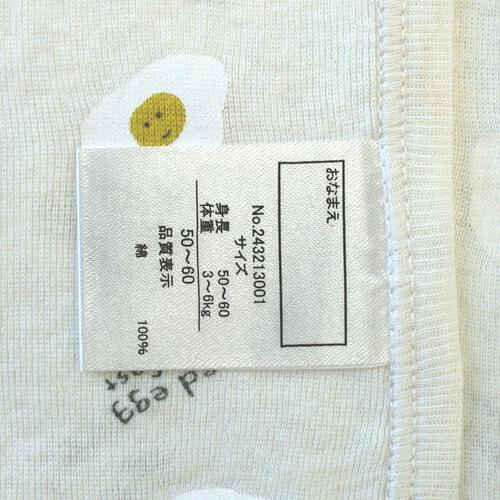 おなまえ
No.243213001
サイズ
身長 50～60
体重 3～6kg
50～60
品質表示
綿 100%
d egg